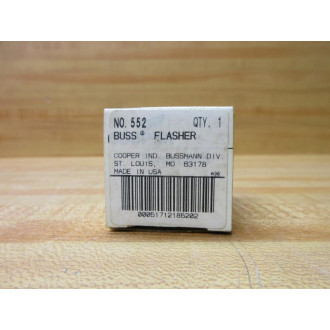 NO. 552 QTY. 1
BUSS® FLASHER
COOPER IND. BUSSMANN DIV.
ST. LOUIS, MO 63178
MADE IN USA
00051712185202